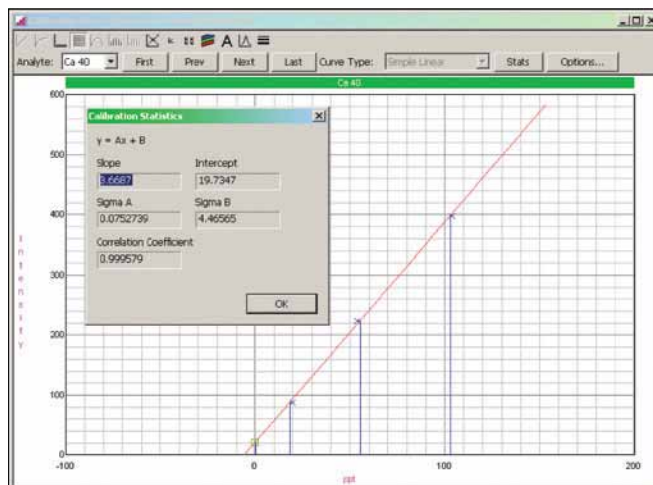 Analyte: Ca 40 First Prev Next Last Curve Type: Simple Linear Stats Options...
Ca 40
600
500
400
300
200
100
0
Intensity
Calibration Statistics
y = Ax + B
Slope Intercept
3.6687 19.7347
Sigma A Sigma B
0.0752739 4.46565
Correlation Coefficient
0.999579
OK
-100 0 100 200
ppt